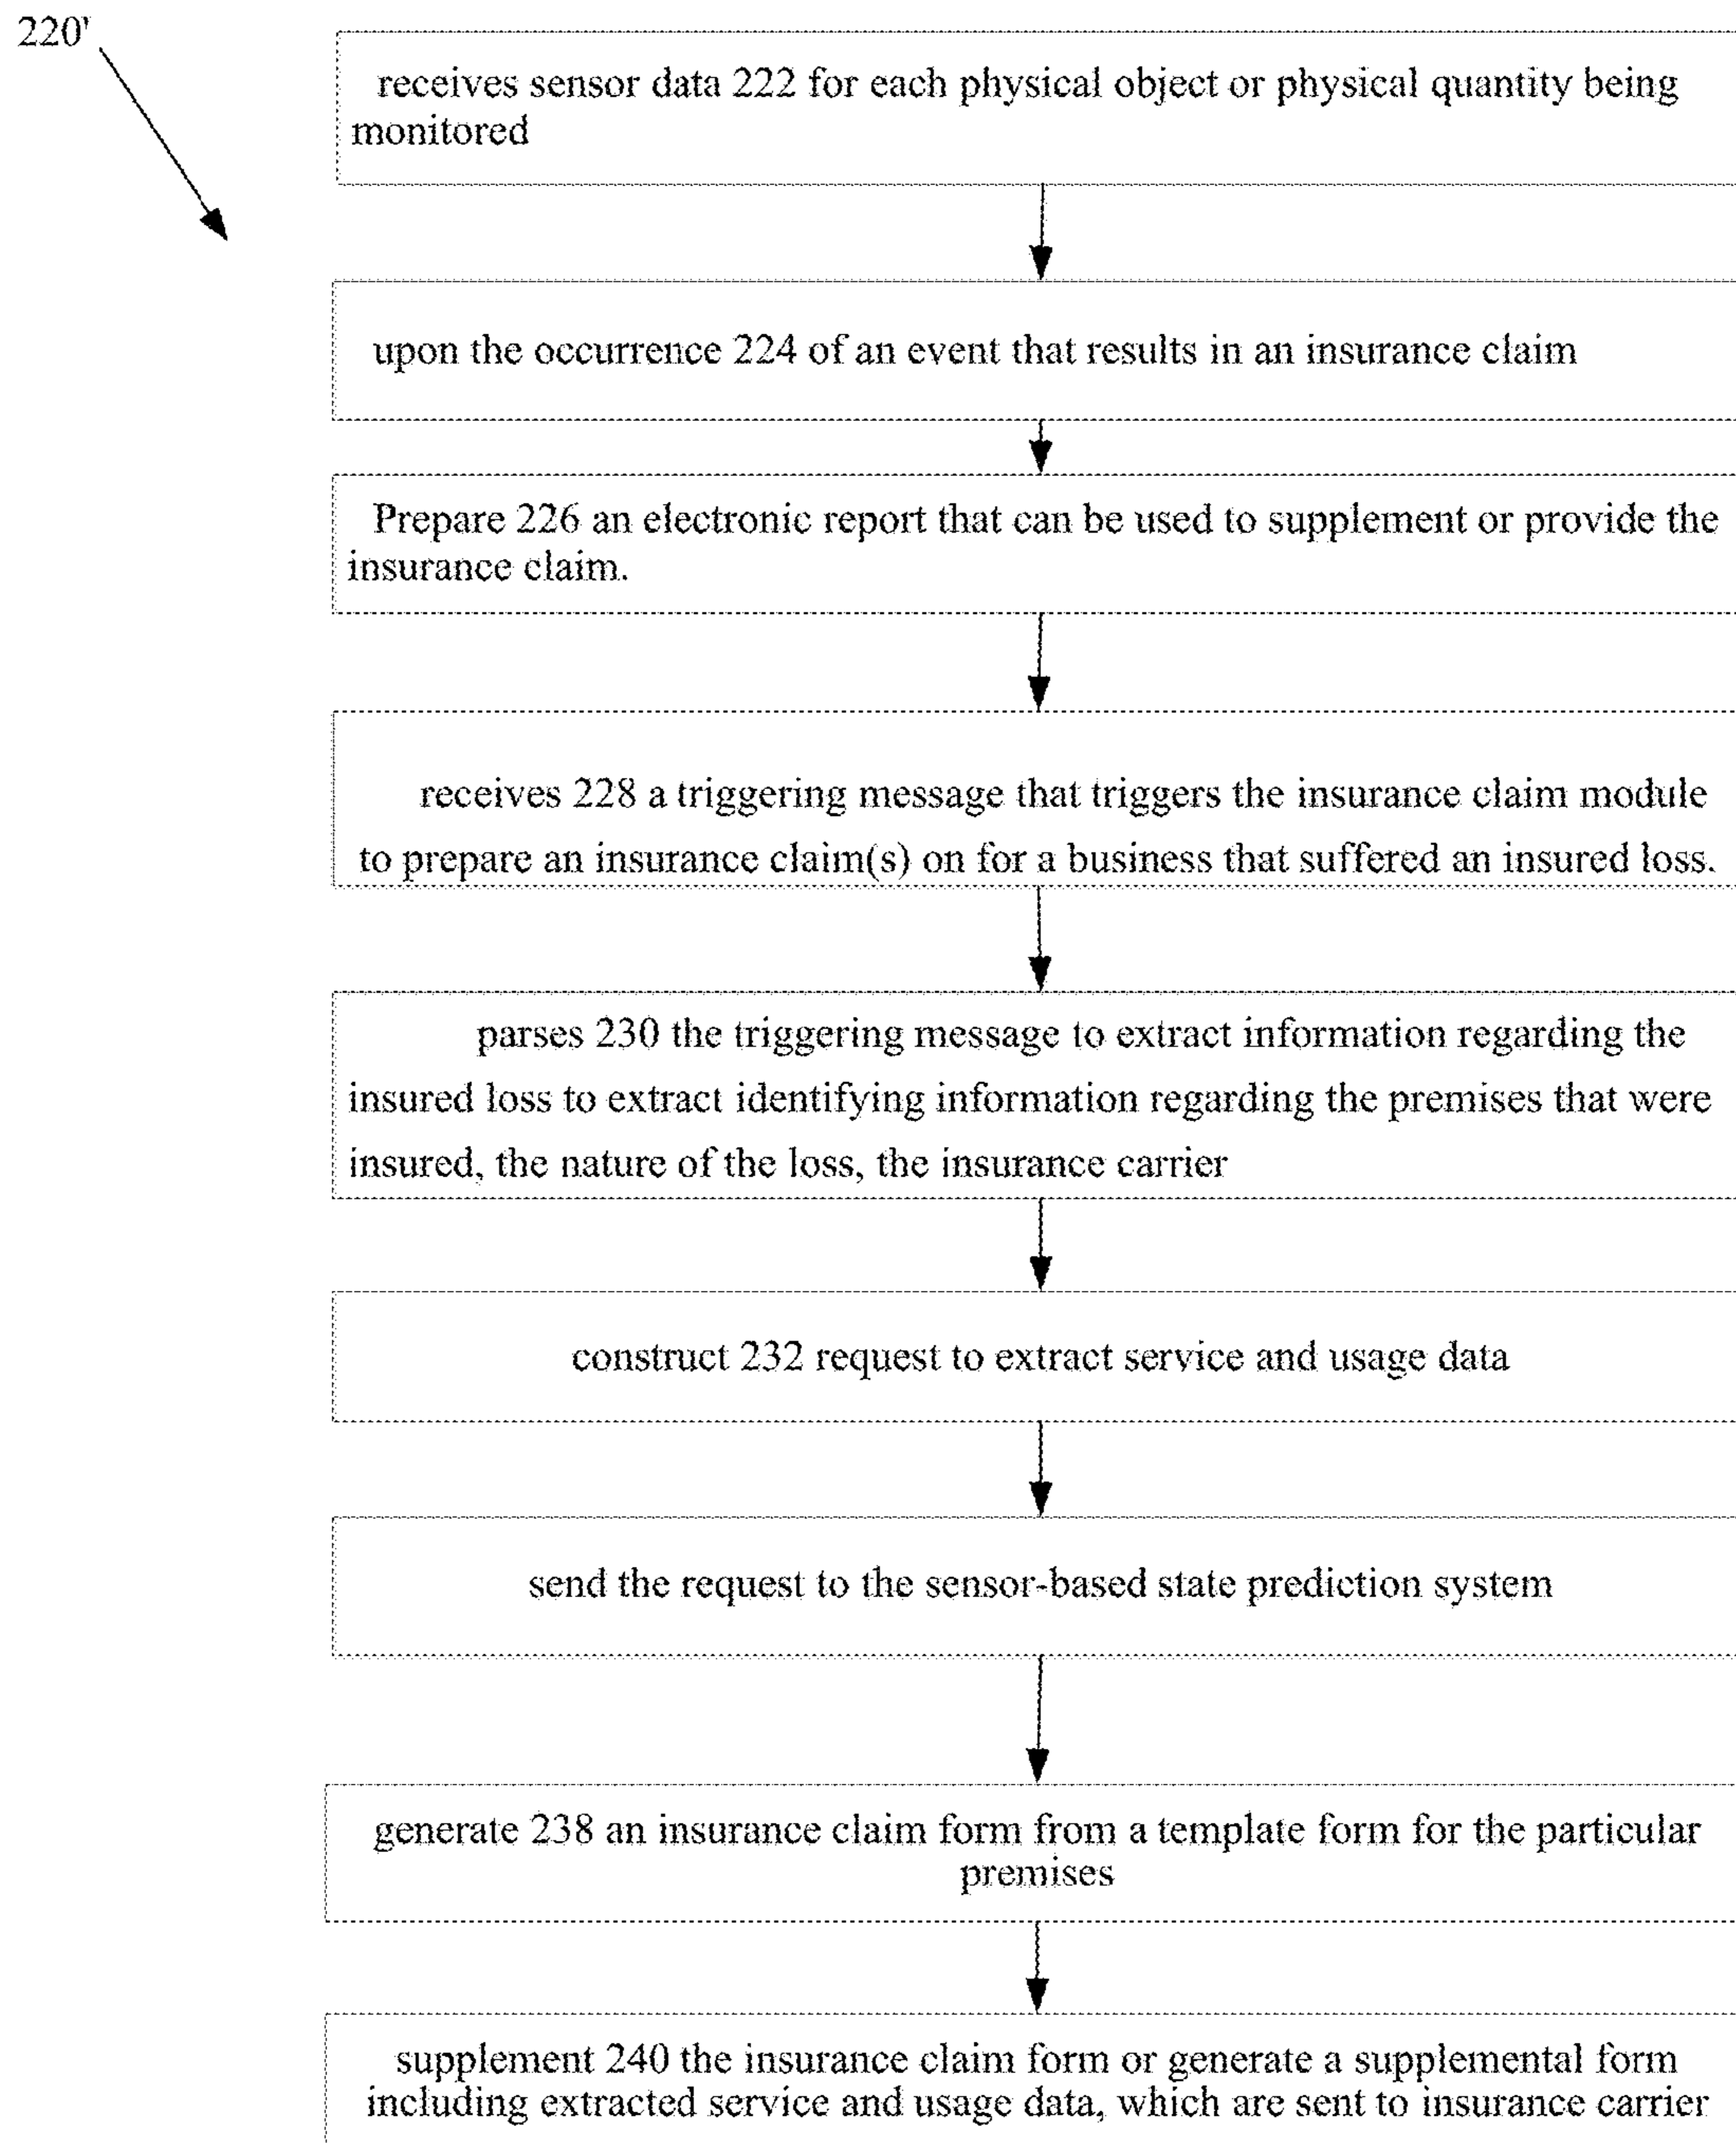 220'
receives sensor data 222 for each physical object or physical quantity being
monitored
upon the occurrence 224 of an event that results in an insurance claim
Prepare 226 an electronic report that can be used to supplement or provide the
insurance claim.
receives 228 a triggering message that triggers the insurance claim module
to prepare an insurance claim(s) on for a business that suffered an insured loss.
parses 230 the triggering message to extract information regarding the
insured loss to extract identifying information regarding the premises that were
insured, the nature of the loss, the insurance carrier
construct 232 request to extract service and usage data
send the request to the sensor-based state prediction system
generate 238 an insurance claim form from a template form for the particular
premises
supplement 240 the insurance claim form or generate a supplemental form
including extracted service and usage data, which are sent to insurance carrier